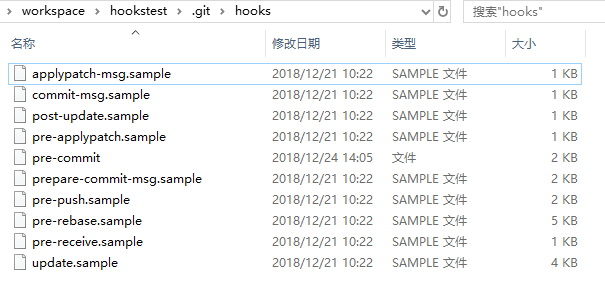 workspace > hookstest > .git > hooks 搜索"hooks"
名称 修改日期 类型 大小
applypatch-msg.sample 2018/12/21 10:22 SAMPLE 文件 1 KB
commit-msg.sample 2018/12/21 10:22 SAMPLE 文件 1 KB
post-update.sample 2018/12/21 10:22 SAMPLE 文件 1 KB
pre-applypatch.sample 2018/12/21 10:22 SAMPLE 文件 1 KB
pre-commit 2018/12/24 14:05 文件 2 KB
prepare-commit-msg.sample 2018/12/21 10:22 SAMPLE 文件 2 KB
pre-push.sample 2018/12/21 10:22 SAMPLE 文件 2 KB
pre-rebase.sample 2018/12/21 10:22 SAMPLE 文件 5 KB
pre-receive.sample 2018/12/21 10:22 SAMPLE 文件 1 KB
update.sample 2018/12/21 10:22 SAMPLE 文件 4 KB